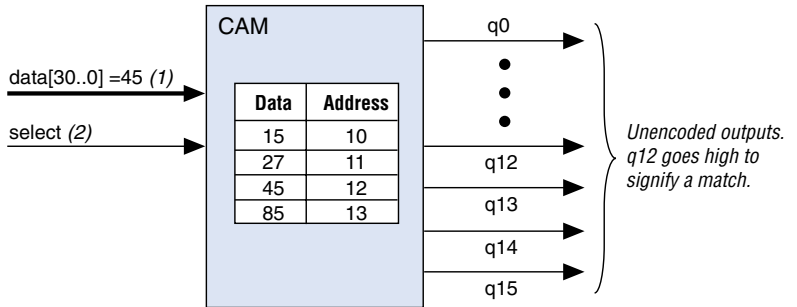 CAM
q0
data[30..0] =45 (1)
select (2)
Data Address
15 10
27 11
45 12
85 13
q12
q13
q14
q15
Unencoded outputs.
q12 goes high to
signify a match.